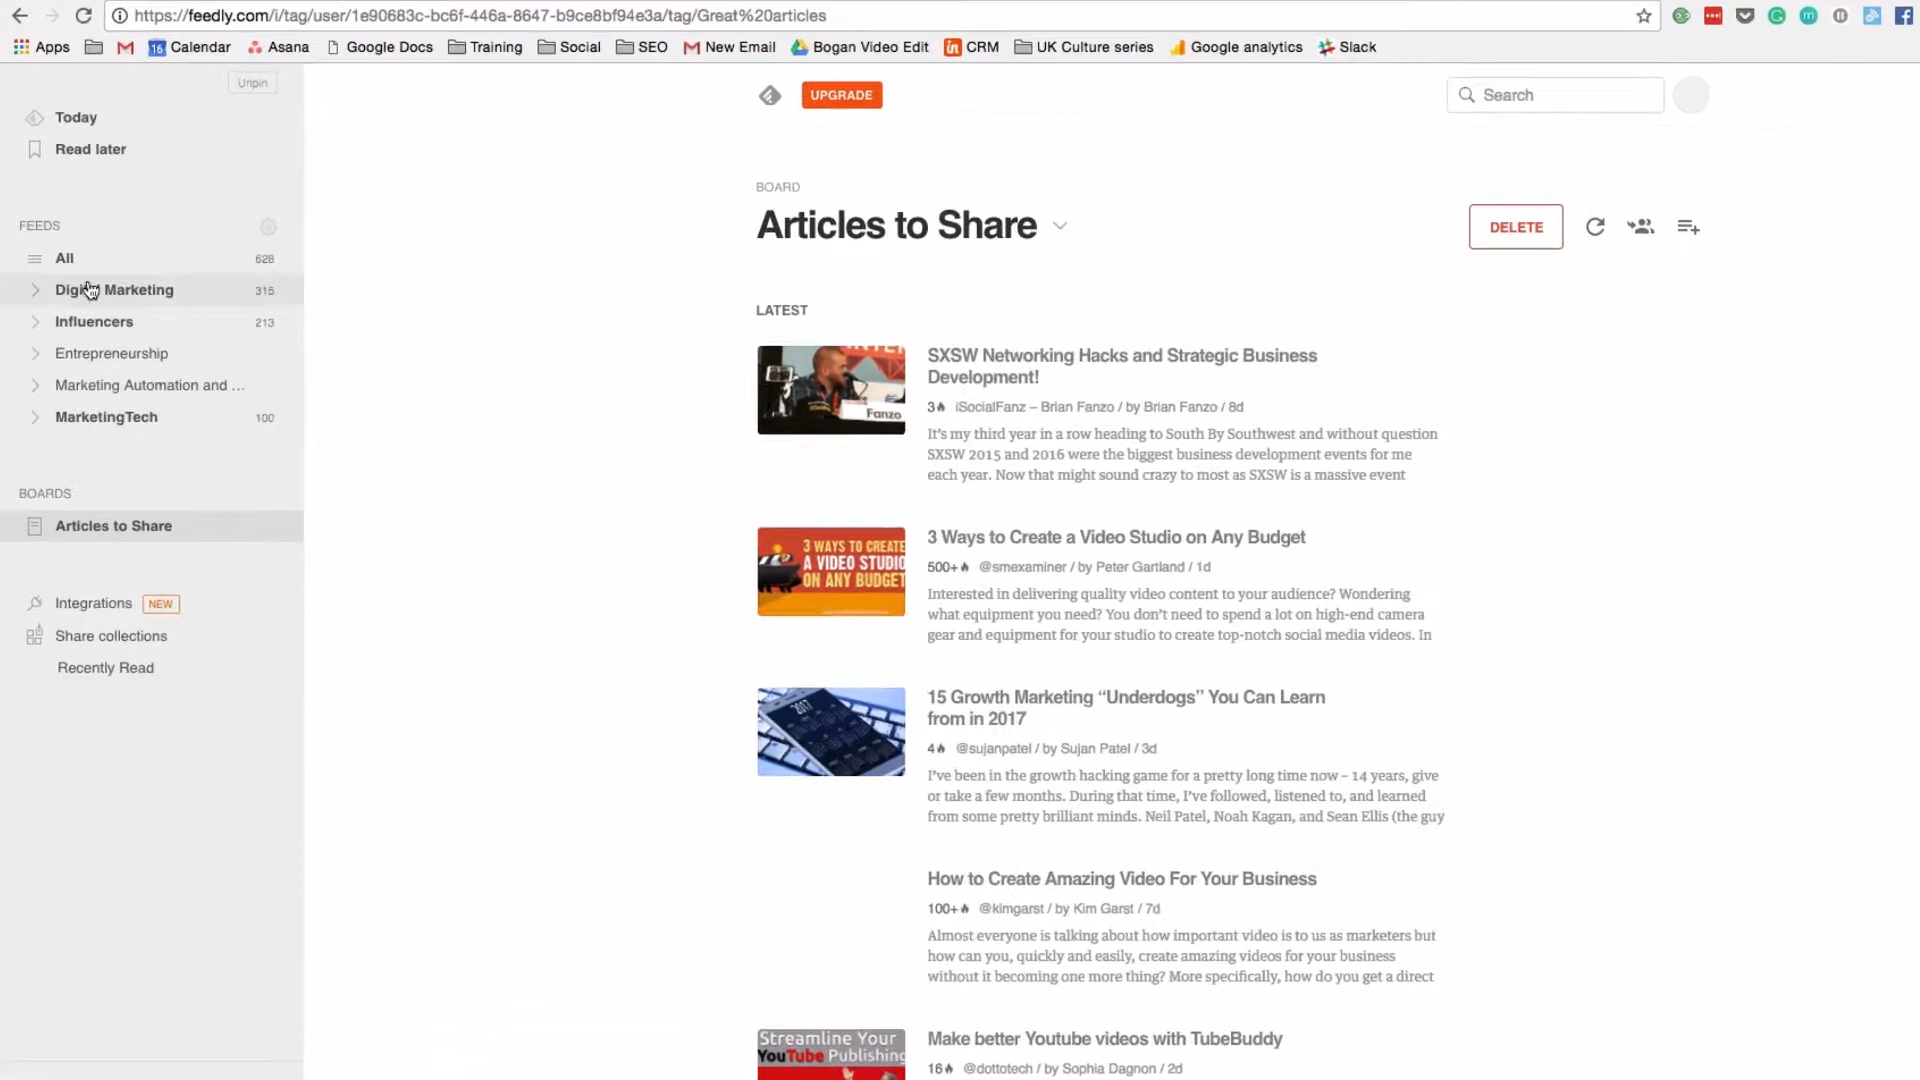 https://feedly.com/i/tag/user/1e90683c-bc6f-446a-8647-b9ce8bf94e3a/tag/Great%20articles
Apps 16 Calendar Asana Google Docs Training Social SEO New Email Bogan Video Edit in CRM UK Culture series Google analytics Slack
Unpin
Today
Read later
FEEDS
All 628
Marketing 315
Influencers 213
Entrepreneurship
Marketing Automation and ...
MarketingTech 100
BOARDS
Articles to Share
Integrations NEW
Share collections
Recently Read
UPGRADE
Search
BOARD
Articles to Share
DELETE
LATEST
Fanzo
SXSW Networking Hacks and Strategic Business
Development!
3 iSocialFanz – Brian Fanzo / by Brian Fanzo / 8d
It's my third year in a row heading to South By Southwest and without question
SXSW 2015 and 2016 were the biggest business development events for me
each year. Now that might sound crazy to most as SXSW is a massive event
3 WAYS TO CREATE
A VIDEO STUDIO
ON ANY BUDGET
3 Ways to Create a Video Studio on Any Budget
500+ @smexaminer / by Peter Gartland / 1d
Interested in delivering quality video content to your audience? Wondering
what equipment you need? You don't need to spend a lot on high-end camera
gear and equipment for your studio to create top-notch social media videos. In
2017
15 Growth Marketing “Underdogs” You Can Learn
from in 2017
4 @sujanpatel / by Sujan Patel / 3d
I've been in the growth hacking game for a pretty long time now – 14 years, give
or take a few months. During that time, I've followed, listened to, and learned
from some pretty brilliant minds. Neil Patel, Noah Kagan, and Sean Ellis (the guy
How to Create Amazing Video For Your Business
100+ @kimgarst / by Kim Garst / 7d
Almost everyone is talking about how important video is to us as marketers but
how can you, quickly and easily, create amazing videos for your business
without it becoming one more thing? More specifically, how do you get a direct
Streamline Your
YouTube Publishing
Make better Youtube videos with TubeBuddy
16 @dottotech / by Sophia Dagnon / 2d